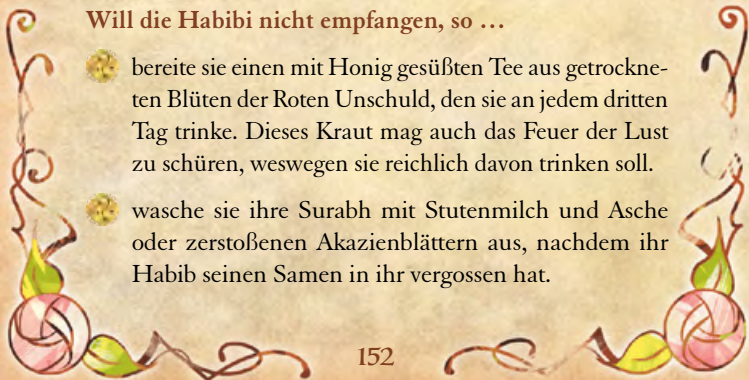 Will die Habibi nicht empfangen, so …
bereite sie einen mit Honig gesüßten Tee aus getrockne-
ten Blüten der Roten Unschuld, den sie an jedem dritten
Tag trinke. Dieses Kraut mag auch das Feuer der Lust
zu schüren, weswegen sie reichlich davon trinken soll.
wasche sie ihre Surabh mit Stutenmilch und Asche
oder zerstoßenen Akazienblättern aus, nachdem ihr
Habib seinen Samen in ihr vergossen hat.
152